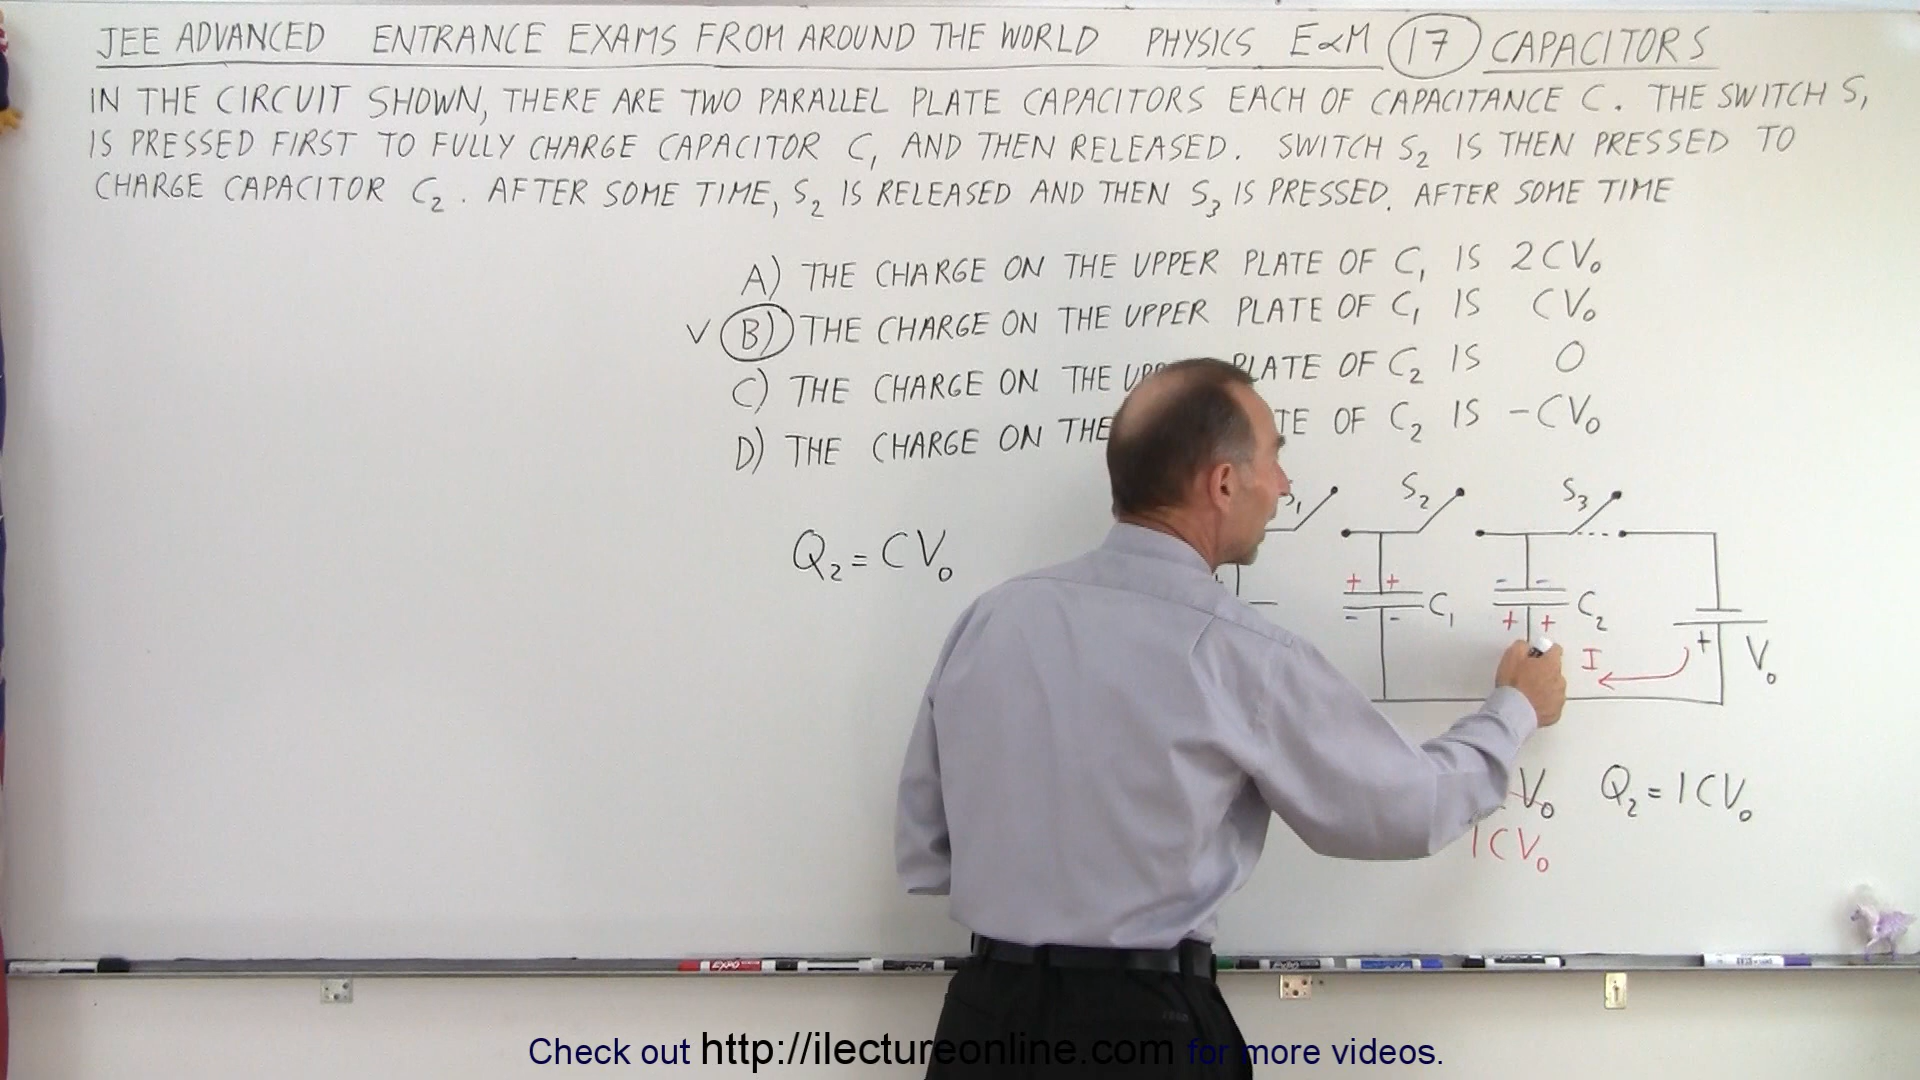 JEE ADVANCED ENTRANCE EXAMS FROM AROUND THE WORLD PHYSICS E&M 17 CAPACITORS
IN THE CIRCUIT SHOWN, THERE ARE TWO PARALLEL PLATE CAPACITORS EACH OF CAPACITANCE C. THE SWITCH S₁
IS PRESSED FIRST TO FULLY CHARGE CAPACITOR C₁ AND THEN RELEASED. SWITCH S₂ IS THEN PRESSED TO
CHARGE CAPACITOR C₂. AFTER SOME TIME, S₂ IS RELEASED AND THEN S₃ IS PRESSED. AFTER SOME TIME
A) THE CHARGE ON THE UPPER PLATE OF C₁ IS 2CV₀
V B) THE CHARGE ON THE UPPER PLATE OF C₁ IS CV₀
C) THE CHARGE ON THE PLATE OF C₂ IS 0
D) THE CHARGE ON THE OF C₂ IS -CV₀
S₁ S₂ S₃
Q₂ = CV₀
+ + - -
- - C₁ + + C₂
I + V₀
V₀ Q₂ = 1CV₀
1CV₀
EXPO
Check out http://ilectureonline.com for more videos.